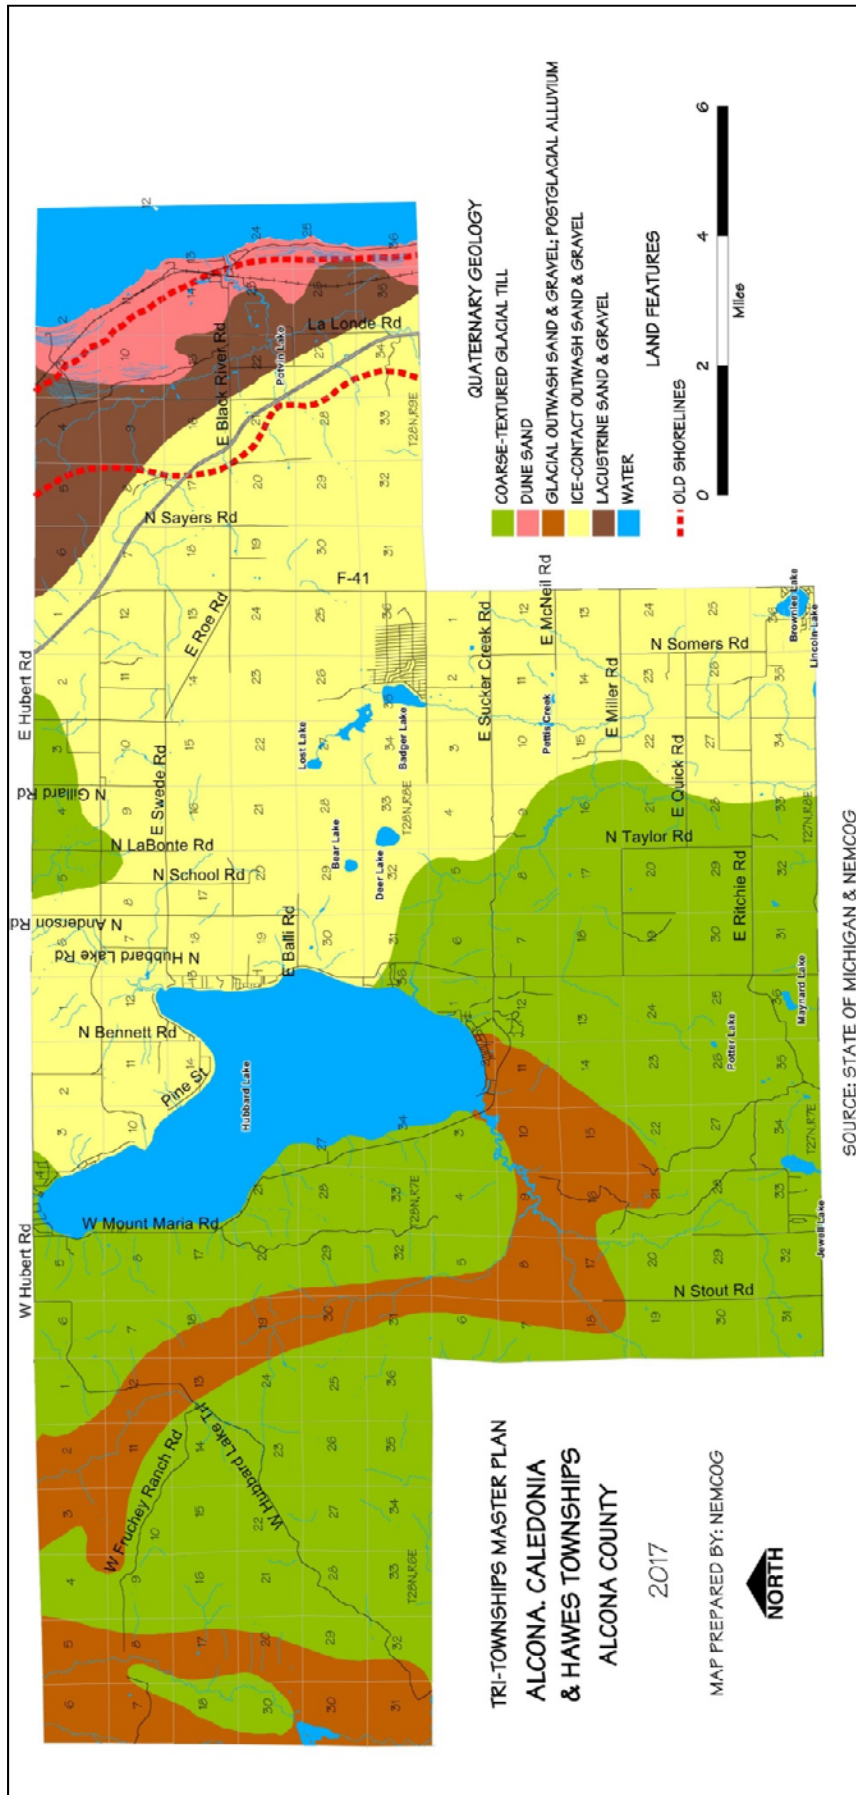 QUATERNARY GEOLOGY
COARSE-TEXTURED GLACIAL TILL
DUNE SAND
GLACIAL OUTWASH SAND & GRAVEL; POSTGLACIAL ALLUVIUM
ICE-CONTACT OUTWASH SAND & GRAVEL
LACUSTRINE SAND & GRAVEL
WATER
LAND FEATURES
OLD SHORELINES
0 2 4 6
Miles
TRI-TOWNSHIPS MASTER PLAN
ALCONA, CALEDONIA
& HAWES TOWNSHIPS
ALCONA COUNTY
2017
MAP PREPARED BY: NEMCOG
NORTH
SOURCE: STATE OF MICHIGAN & NEMCOG
W Hubert Rd
E Hubert Rd
W Fruchey Ranch Rd
W Hubbard Lake Trl
W Mount Maria Rd
Pine St
N Bennett Rd
N Hubbard Lake Rd
N Anderson Rd
N School Rd
N LaBonte Rd
N Gillard Rd
E Swede Rd
E Roe Rd
N Sayers Rd
E Black River Rd
La Londe Rd
F-41
E Balli Rd
Hubbard Lake
Bear Lake
Deer Lake
Lost Lake
Badger Lake
Potvin Lake
E Sucker Creek Rd
E McNeil Rd
Pettis Creek
E Miller Rd
N Somers Rd
E Quick Rd
N Taylor Rd
E Ritchie Rd
N Stout Rd
Potter Lake
Maynard Lake
Jewell Lake
Brownlee Lake
Lincoln Lake
T28N,R6E
T28N,R7E
T28N,R8E
T28N,R9E
T27N,R7E
T27N,R8E